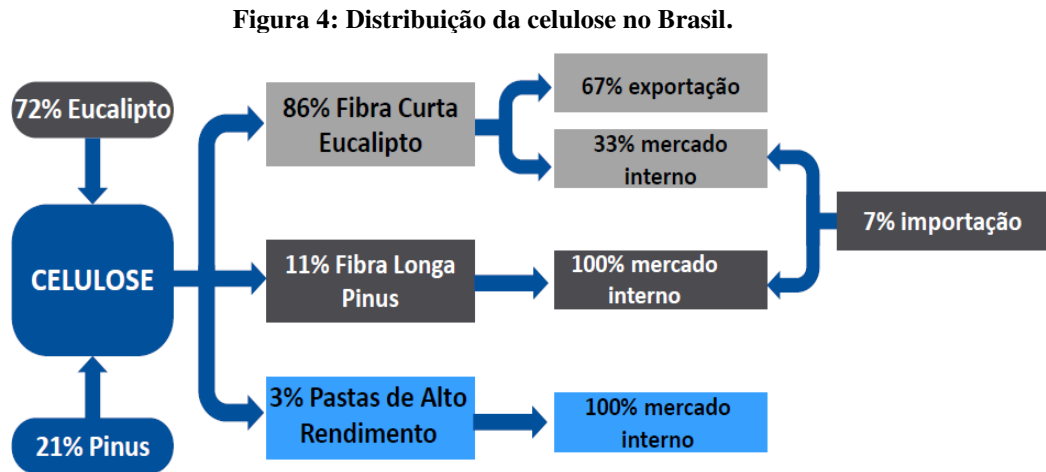 Figura 4: Distribuição da celulose no Brasil.
72% Eucalipto
CELULOSE
21% Pinus
86% Fibra Curta
Eucalipto
11% Fibra Longa
Pinus
3% Pastas de Alto
Rendimento
67% exportação
33% mercado
interno
100% mercado
interno
100% mercado
interno
7% importação